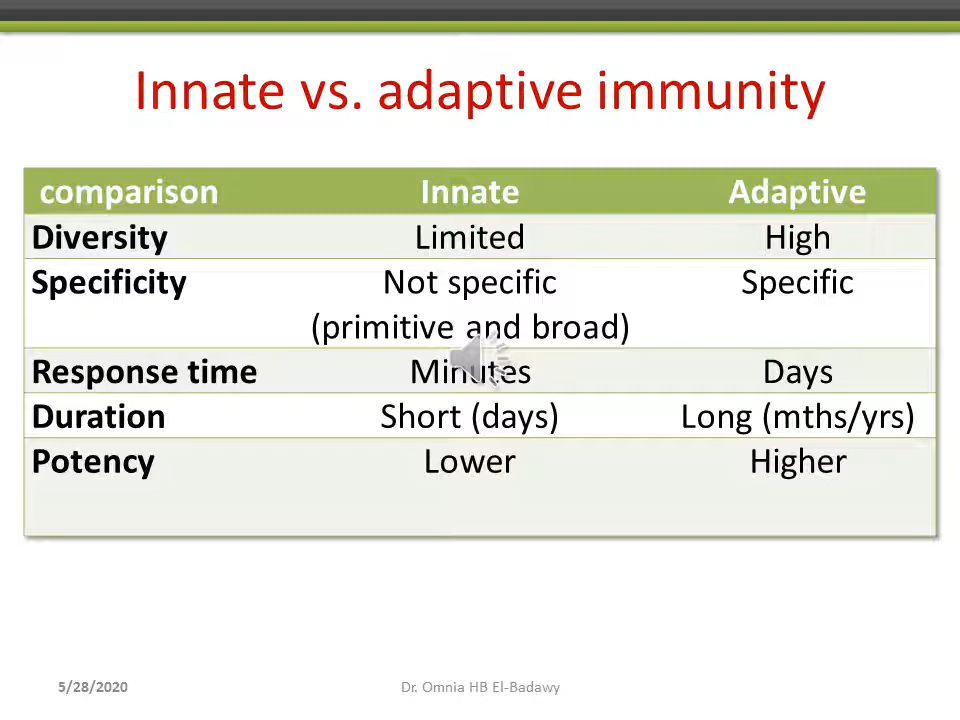 Innate vs. adaptive immunity
comparison Innate Adaptive
Diversity Limited High
Specificity Not specific Specific
(primitive and broad)
Response time Minutes Days
Duration Short (days) Long (mths/yrs)
Potency Lower Higher
5/28/2020 Dr. Omnia HB El-Badawy